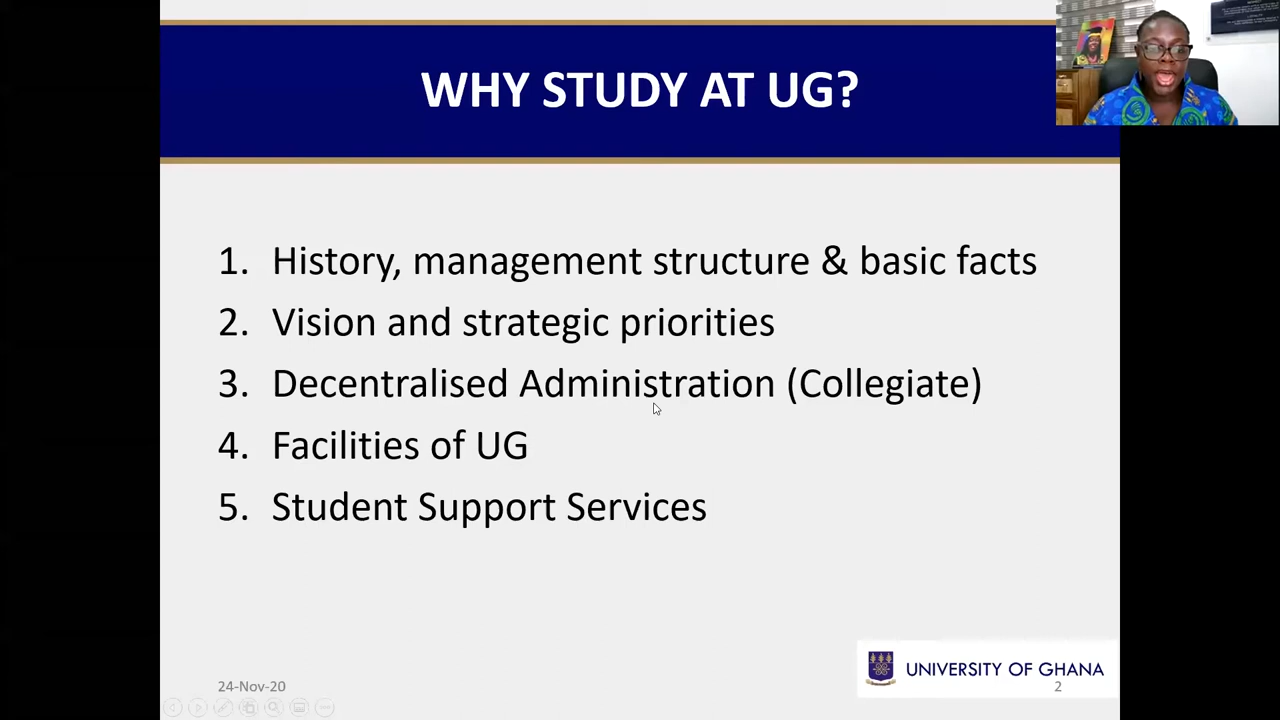 WHY STUDY AT UG?
1. History, management structure & basic facts
2. Vision and strategic priorities
3. Decentralised Administration (Collegiate)
4. Facilities of UG
5. Student Support Services
UNIVERSITY OF GHANA
24-Nov-20
2